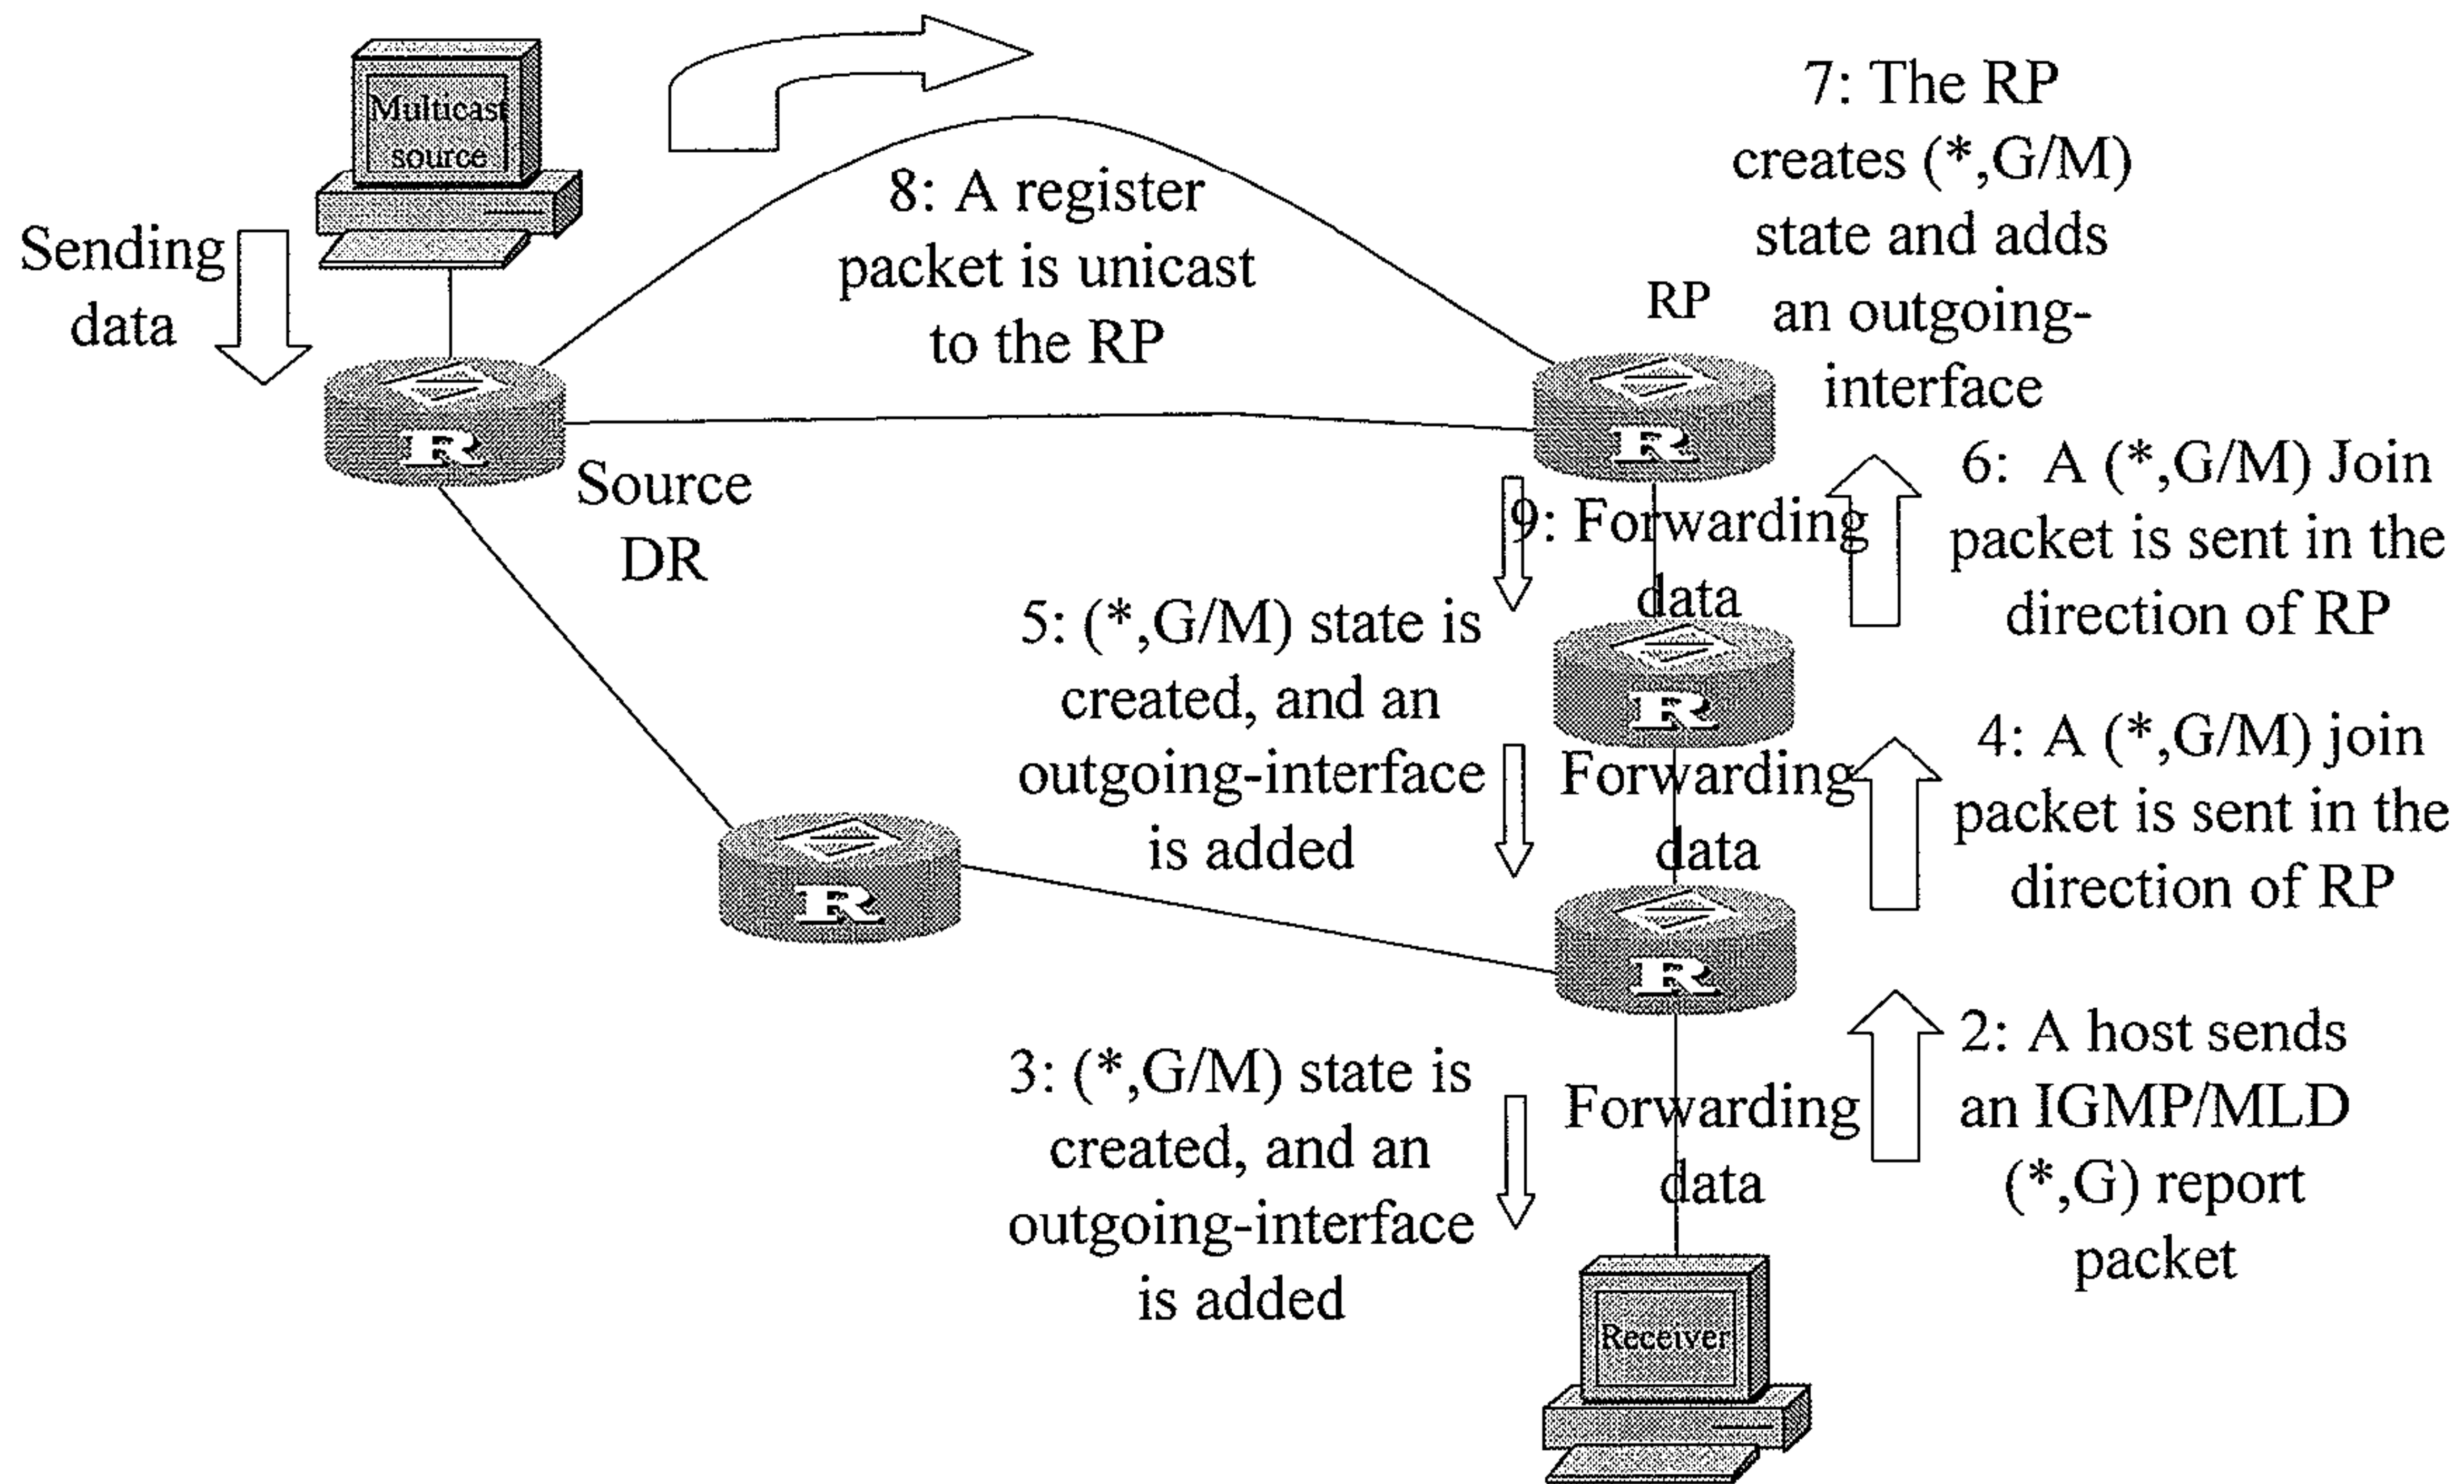 Multicast
source
Sending
data
8: A register
packet is unicast
to the RP
7: The RP
creates (*,G/M)
state and adds
an outgoing-
interface
RP
R
R
Source
DR
6: A (*,G/M) Join
packet is sent in the
direction of RP
9: Forwarding
data
5: (*,G/M) state is
created, and an
outgoing-interface
is added
R
Forwarding
data
4: A (*,G/M) join
packet is sent in the
direction of RP
R
R
3: (*,G/M) state is
created, and an
outgoing-interface
is added
Forwarding
data
2: A host sends
an IGMP/MLD
(*,G) report
packet
Receiver